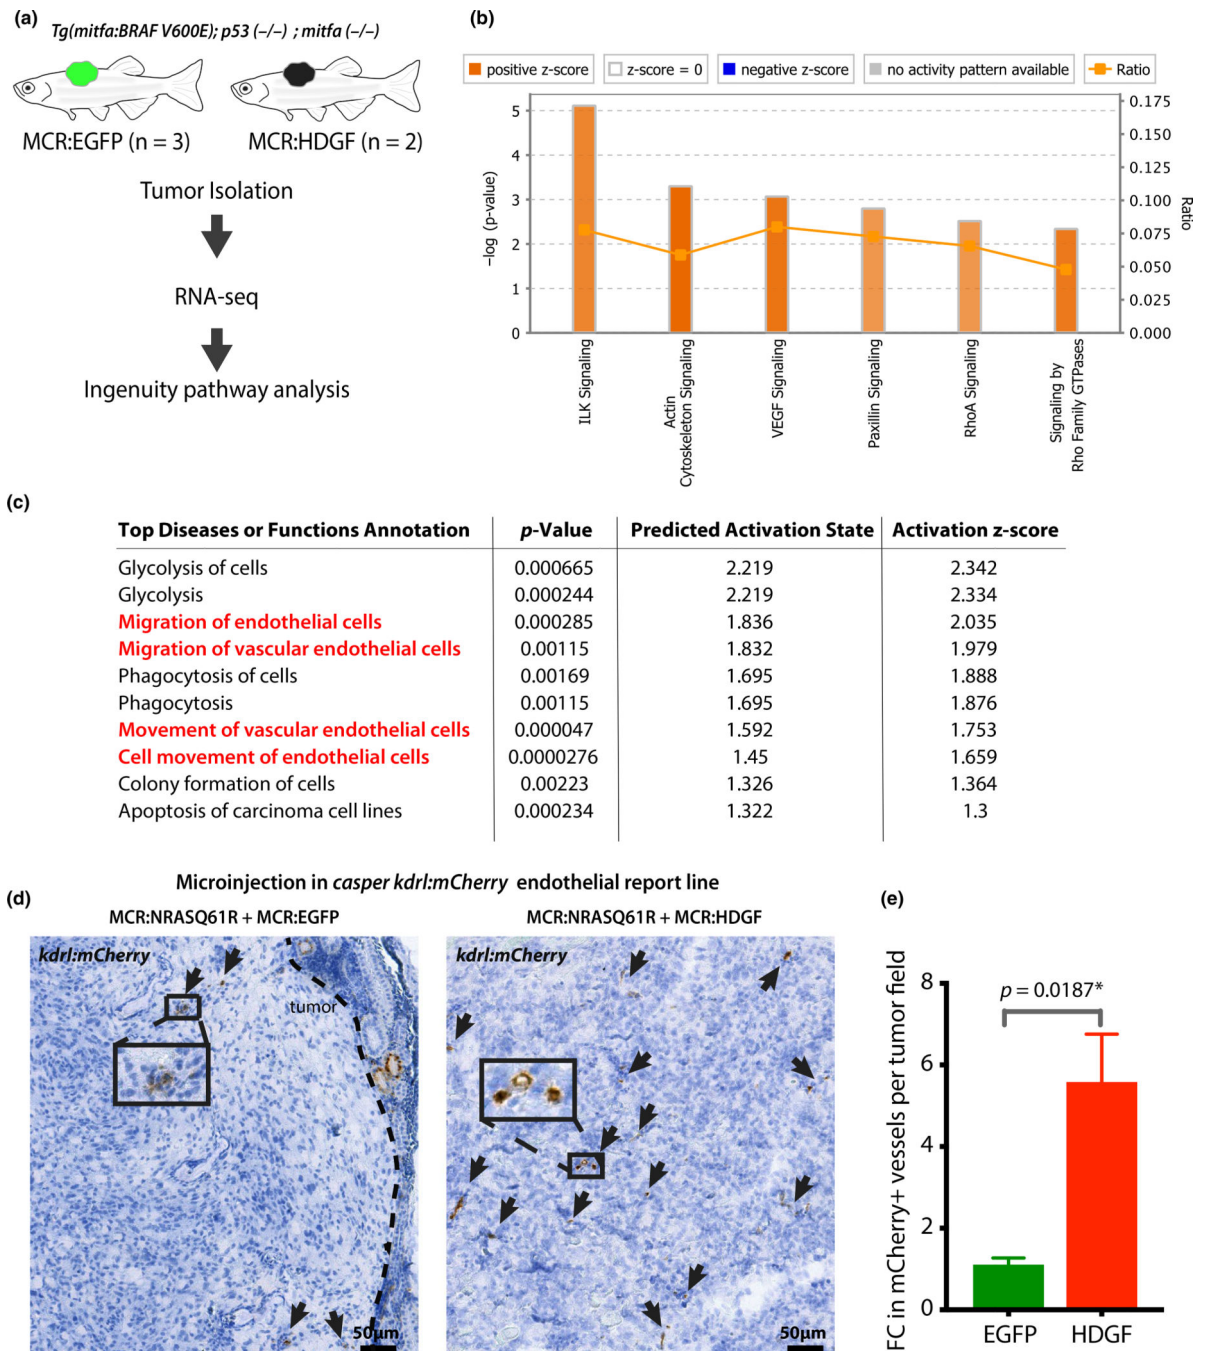 (a)
Tg(mitfa:BRAF V600E); p53 (–/–) ; mitfa (–/–)
MCR:EGFP (n = 3)
MCR:HDGF (n = 2)
Tumor Isolation
RNA-seq
Ingenuity pathway analysis
(b)
positive z-score
z-score = 0
negative z-score
no activity pattern available
Ratio
–log (p-value)
5
4
3
2
1
0
0.175
0.150
0.125
0.100
0.075
0.050
0.025
0.000
Ratio
ILK Signaling
Actin
Cytoskeleton Signaling
VEGF Signaling
Paxillin Signaling
RhoA Signaling
Signaling by
Rho Family GTPases
(c)
Top Diseases or Functions Annotation p-Value Predicted Activation State Activation z-score
Glycolysis of cells 0.000665 2.219 2.342
Glycolysis 0.000244 2.219 2.334
Migration of endothelial cells 0.000285 1.836 2.035
Migration of vascular endothelial cells 0.00115 1.832 1.979
Phagocytosis of cells 0.00169 1.695 1.888
Phagocytosis 0.00115 1.695 1.876
Movement of vascular endothelial cells 0.000047 1.592 1.753
Cell movement of endothelial cells 0.0000276 1.45 1.659
Colony formation of cells 0.00223 1.326 1.364
Apoptosis of carcinoma cell lines 0.000234 1.322 1.3
(d)
Microinjection in casper kdrl:mCherry endothelial report line
MCR:NRASQ61R + MCR:EGFP
MCR:NRASQ61R + MCR:HDGF
kdrl:mCherry
tumor
50µm
kdrl:mCherry
50µm
(e)
FC in mCherry+ vessels per tumor field
8
6
4
2
0
p = 0.0187*
EGFP
HDGF